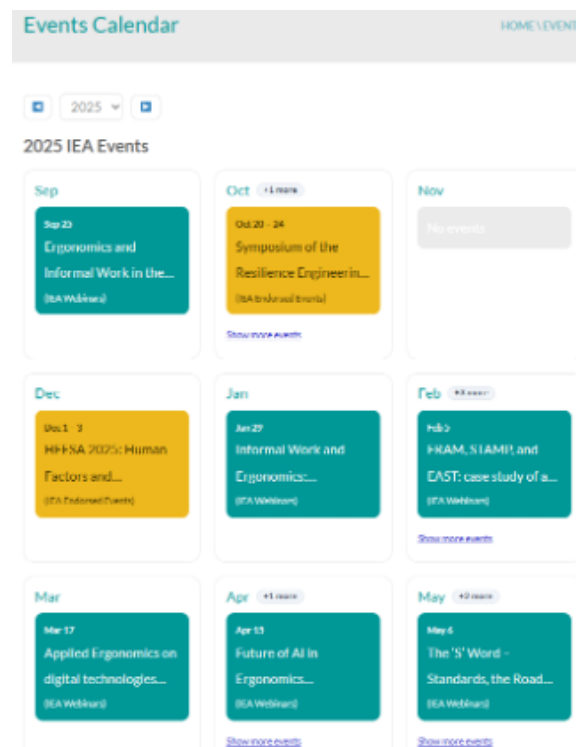 Events Calendar
HOME \ EVENT
2025
2025 IEA Events
Sep
Sep 25
Ergonomics and
Informal Work in the...
(IEA Webinars)
Oct +1 more
Oct 20 - 24
Symposium of the
Resilience Engineerin...
(IEA Endorsed Events)
Show more events
Nov
No events
Dec
Dec 1 - 3
HFESA 2025: Human
Factors and...
(IEA Endorsed Events)
Jan
Jan 29
Informal Work and
Ergonomics:...
(IEA Webinars)
Feb more
Feb 5
FRAM, STAMP, and
EAST: case study of a...
(IEA Webinars)
Show more events
Mar
Mar 17
Applied Ergonomics on
digital technologies...
(IEA Webinars)
Apr +1 more
Apr 15
Future of AI in
Ergonomics...
(IEA Webinars)
Show more events
May +2 more
May 6
The 'S' Word –
Standards, the Road...
(IEA Webinars)
Show more events